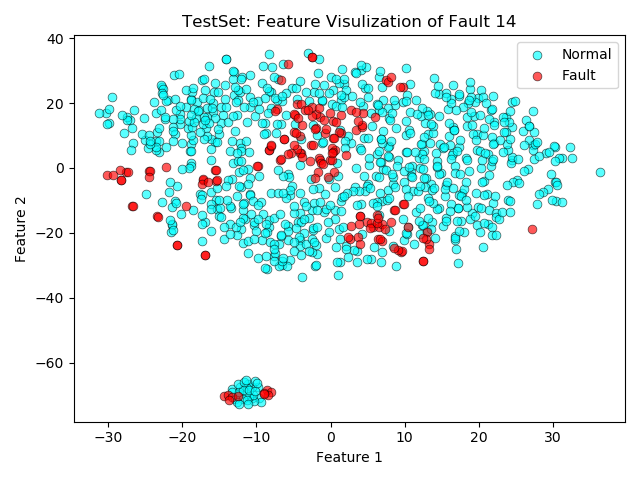 TestSet: Feature Visulization of Fault 14
Normal
Fault
40
20
0
−20
−40
−60
Feature 2
−30 −20 −10 0 10 20 30
Feature 1